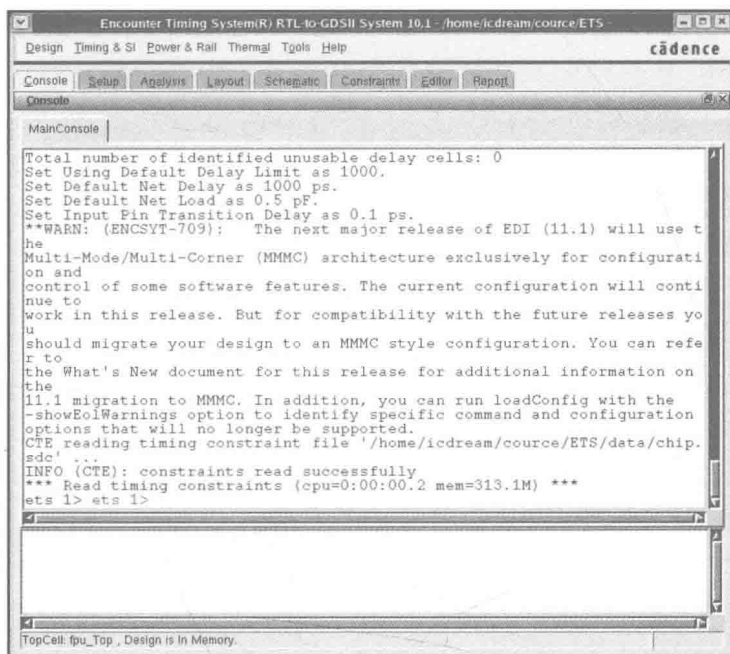 Encounter Timing System(R) RTL-to-GDSII System 10.1 - /home/icdream/cource/ETS -
Design Timing & SI Power & Rail Thermal Tools Help
cādence
Console Setup Analysis Layout Schematic Constraints Editor Report
Console
MainConsole
Total number of identified unusable delay cells: 0
Set Using Default Delay Limit as 1000.
Set Default Net Delay as 1000 ps.
Set Default Net Load as 0.5 pF.
Set Input Pin Transition Delay as 0.1 ps.
**WARN: (ENCSYT-709):   The next major release of EDI (11.1) will use t
he
Multi-Mode/Multi-Corner (MMMC) architecture exclusively for configurati
on and
control of some software features. The current configuration will conti
nue to
work in this release. But for compatibility with the future releases yo
u
should migrate your design to an MMMC style configuration. You can refe
r to
the What's New document for this release for additional information on
the
11.1 migration to MMMC. In addition, you can run loadConfig with the
-showEolWarnings option to identify specific command and configuration
options that will no longer be supported.
CTE reading timing constraint file '/home/icdream/cource/ETS/data/chip.
sdc' ...
INFO (CTE): constraints read successfully
*** Read timing constraints (cpu=0:00:00.2 mem=313.1M) ***
ets 1> ets 1>
TopCell: fpu_Top , Design is In Memory.